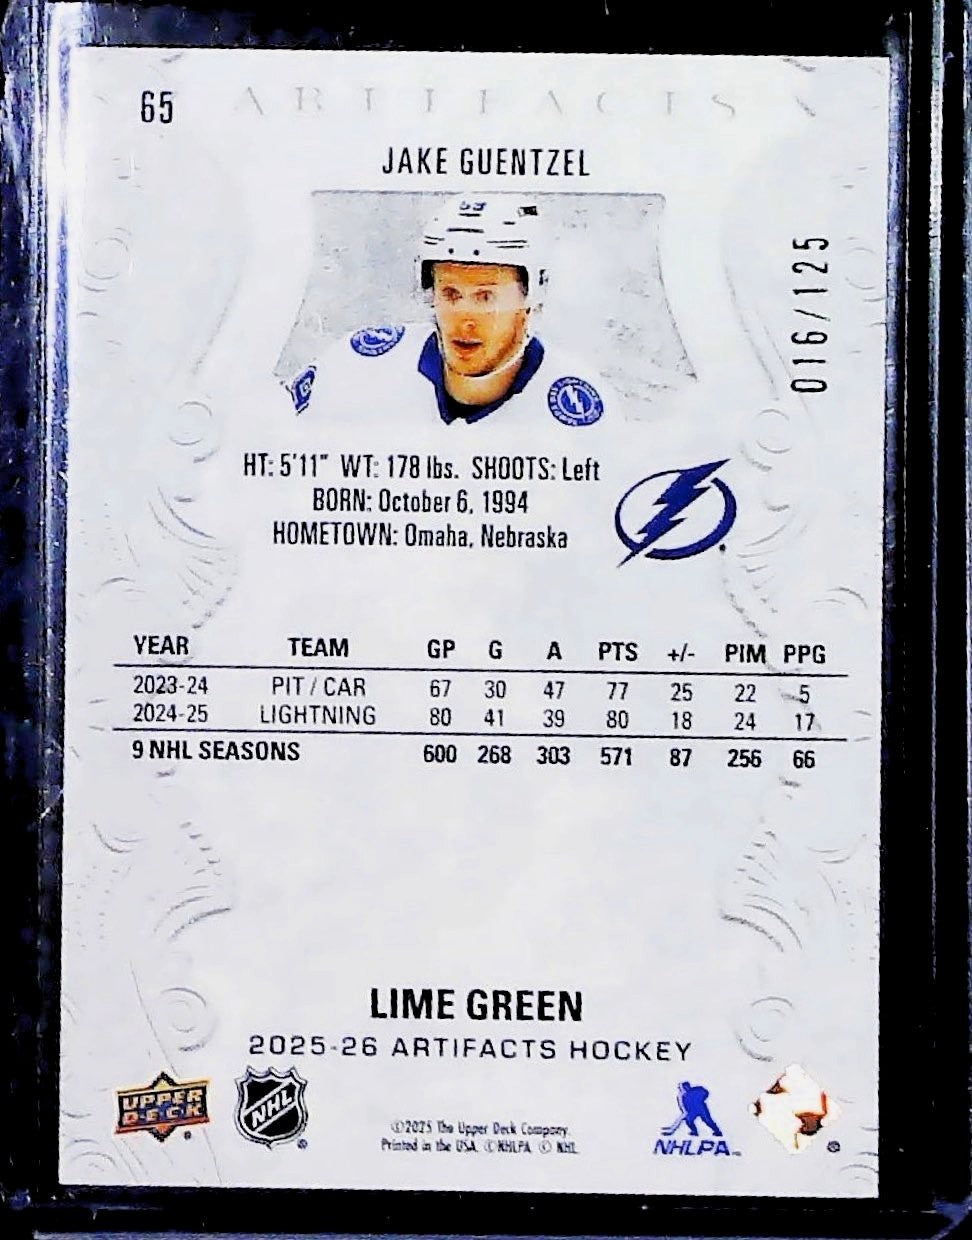 65
ARTIFACTS
JAKE GUENTZEL
016/125
HT: 5'11" WT: 178 lbs. SHOOTS: Left
BORN: October 6, 1994
HOMETOWN: Omaha, Nebraska
YEAR TEAM GP G A PTS +/- PIM PPG
2023-24 PIT / CAR 67 30 47 77 25 22 5
2024-25 LIGHTNING 80 41 39 80 18 24 17
9 NHL SEASONS 600 268 303 571 87 256 66
LIME GREEN
2025-26 ARTIFACTS HOCKEY
UPPER DECK
NHL
©2025 The Upper Deck Company.
Printed in the USA. © NHLPA © NHL
NHLPA